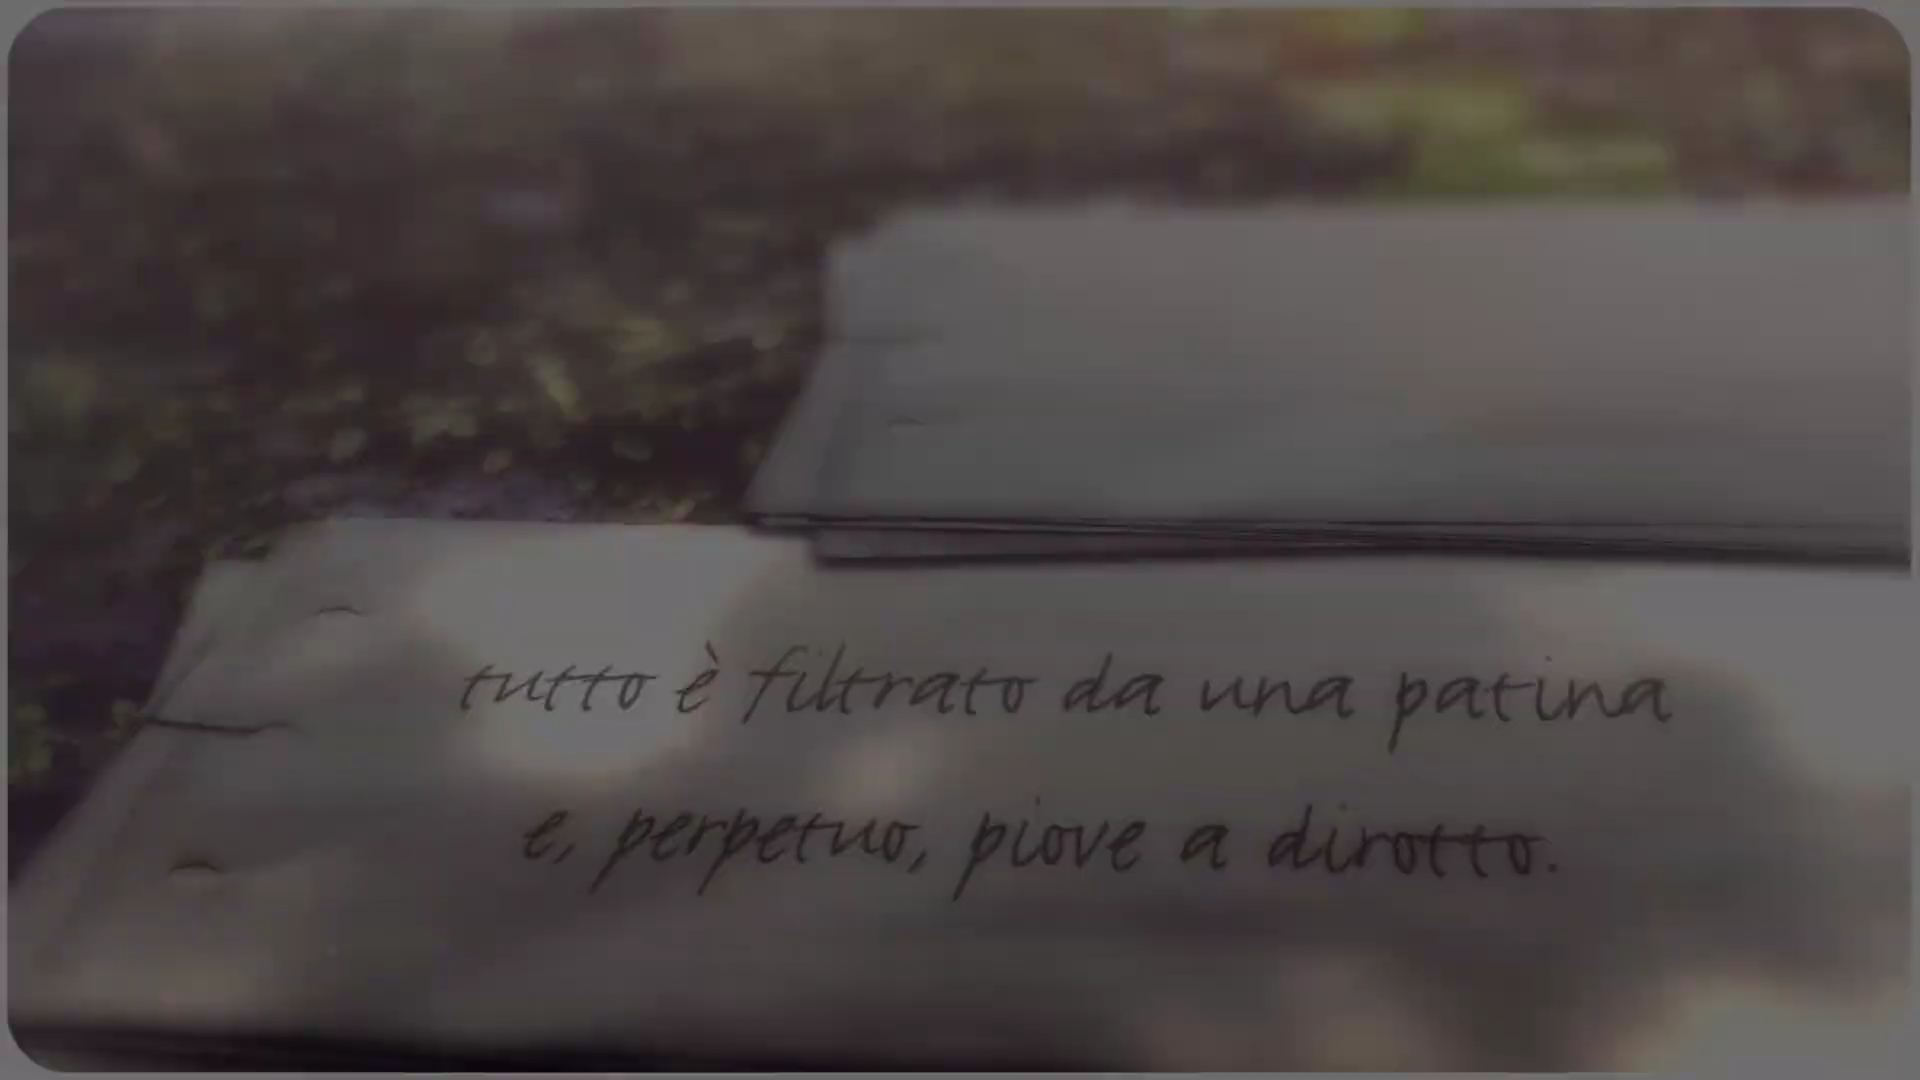 tutto è filtrato da una patina
e, perpetuo, piove a dirotto.